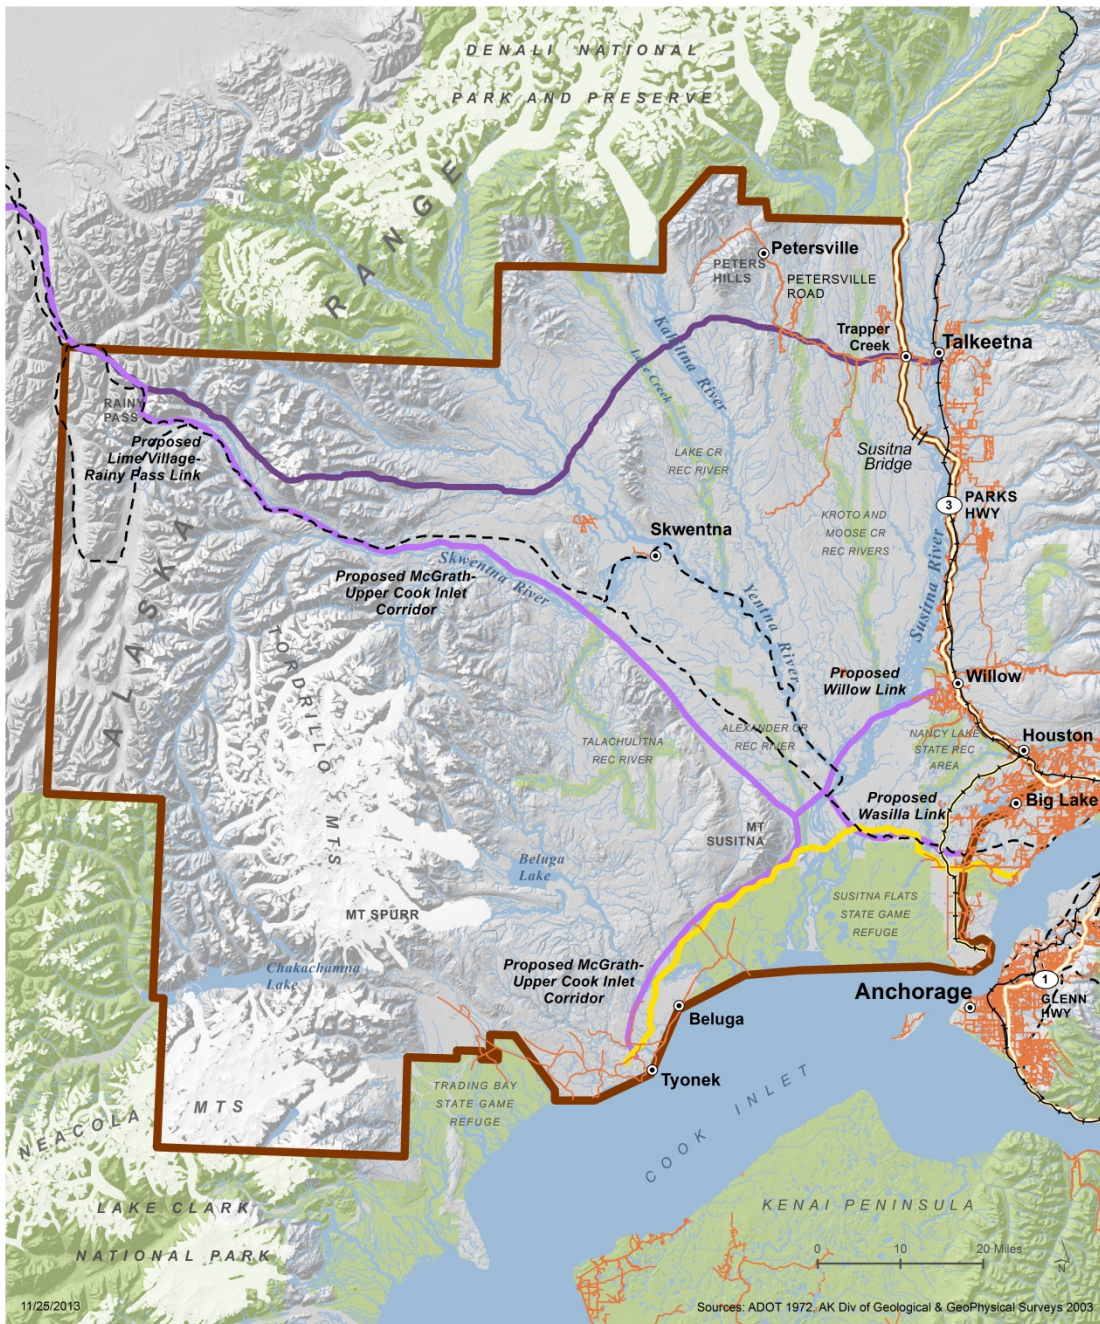 DENALI NATIONAL
PARK AND PRESERVE
ALASKA
RANGE
Petersville
PETERS
HILLS
PETERSVILLE
ROAD
Kahiltna River
Trapper
Creek
Talkeetna
Lake Creek
RAINY
PASS
Proposed
Lime Village-
Rainy Pass Link
LAKE CR
REC RIVER
Susitna
Bridge
3
PARKS
HWY
KROTO AND
MOOSE CR
REC RIVERS
Skwentna
Skwentna River
Proposed McGrath-
Upper Cook Inlet
Corridor
Yentna River
Susitna River
TORDRILLO MTS
Proposed
Willow Link
Willow
TALACHULITNA
REC RIVER
ALEXANDER CR
REC RIVER
NANCY LAKE
STATE REC
AREA
Houston
Big Lake
Proposed
Wasilla Link
MT
SUSITNA
Beluga
Lake
MT SPURR
SUSITNA FLATS
STATE GAME
REFUGE
Chakachamna
Lake
Proposed McGrath-
Upper Cook Inlet
Corridor
Anchorage
1
GLENN
HWY
Beluga
Tyonek
TRADING BAY
STATE GAME
REFUGE
COOK INLET
NEACOLA MTS
LAKE CLARK
NATIONAL PARK
KENAI PENINSULA
0 10 20 Miles
N
11/25/2013
Sources: ADOT 1972, AK Div of Geological & GeoPhysical Surveys 2003